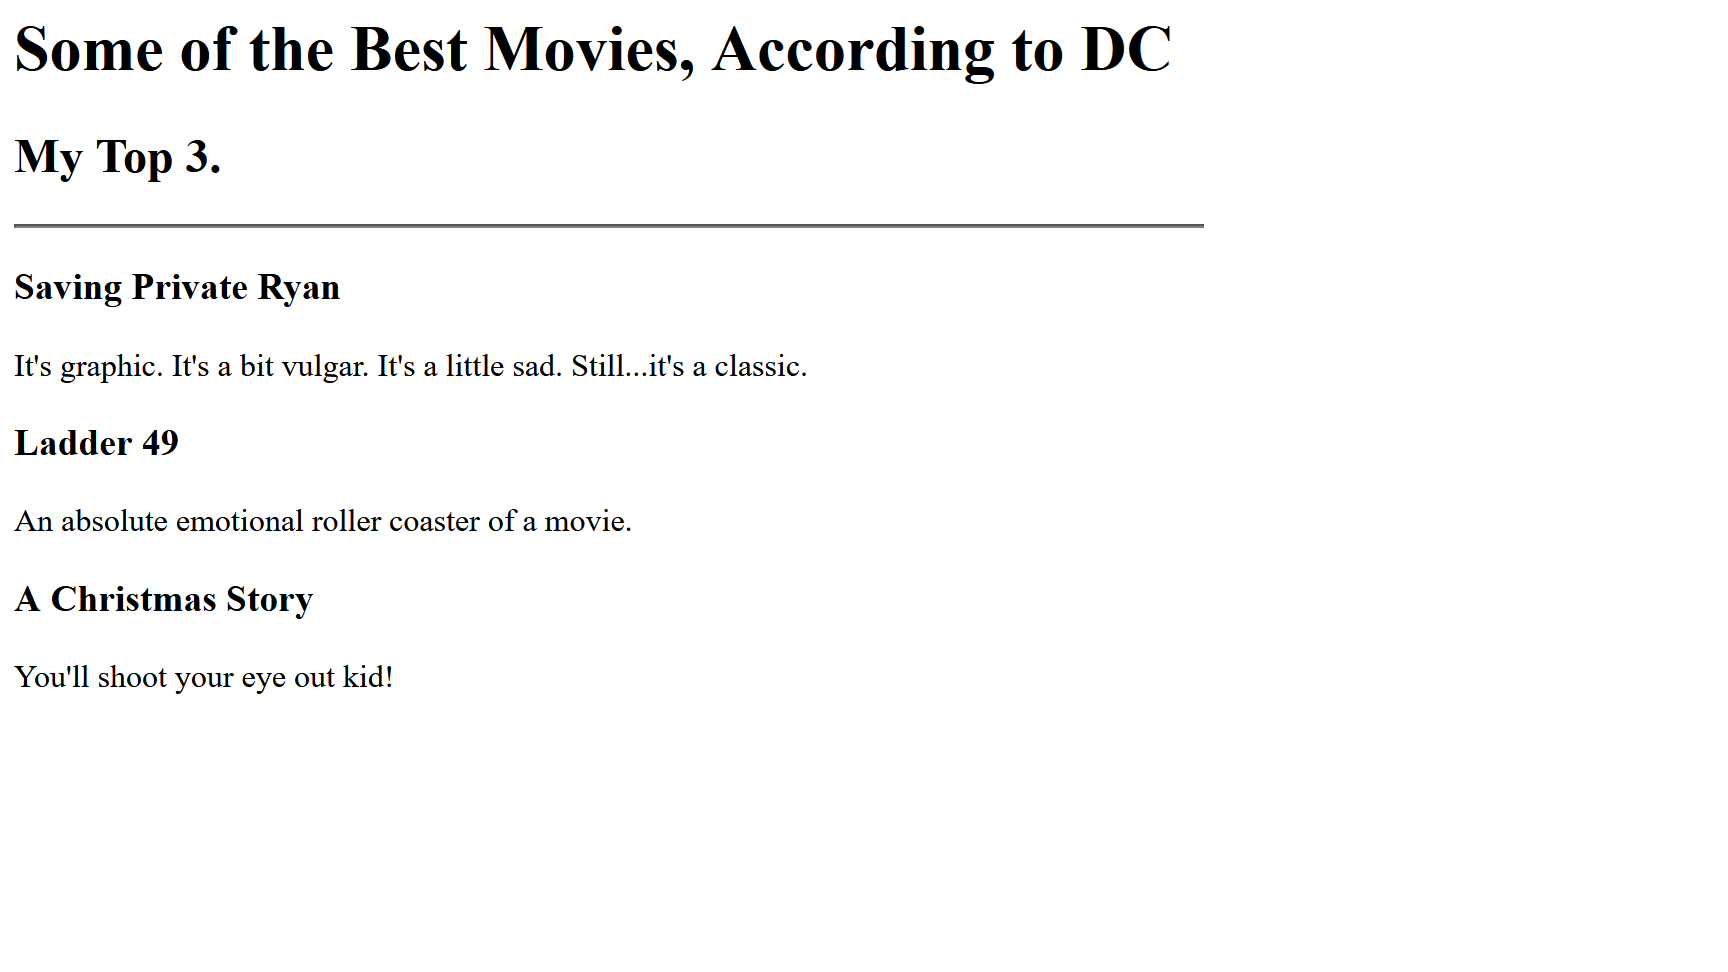 Some of the Best Movies, According to DC
My Top 3.
Saving Private Ryan
It's graphic. It's a bit vulgar. It's a little sad. Still...it's a classic.
Ladder 49
An absolute emotional roller coaster of a movie.
A Christmas Story
You'll shoot your eye out kid!